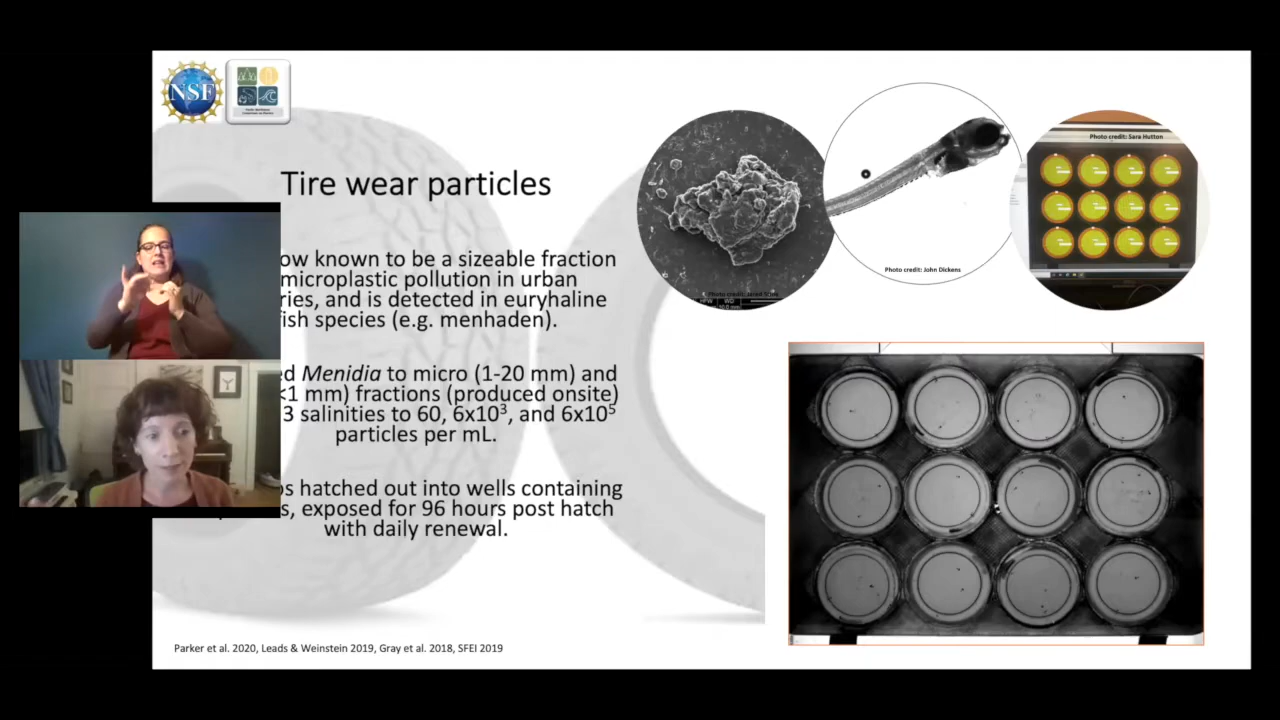 NSF
Tire wear particles
ow known to be a sizeable fraction
microplastic pollution in urban
ries, and is detected in euryhaline
fish species (e.g. menhaden).
ed Menidia to micro (1-20 mm) and
<1 mm) fractions (produced onsite)
3 salinities to 60, 6x10³, and 6x10⁵
particles per mL.
os hatched out into wells containing
s, exposed for 96 hours post hatch
with daily renewal.
Parker et al. 2020, Leads & Weinstein 2019, Gray et al. 2018, SFEI 2019
Photo credit: John Dickens
Photo credit: Sara Hutton